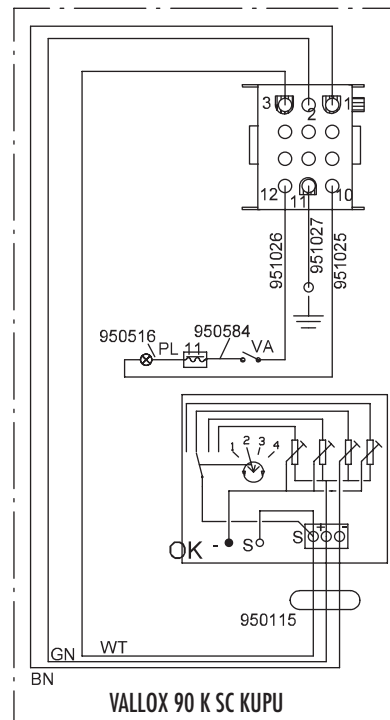 3 2 1
12 11 10
951026
951027
951025
950516 PL 11 950584 VA
1 2 3 4
+ -
S
OK - S
950115
WT
GN
BN
VALLOX 90 K SC KUPU